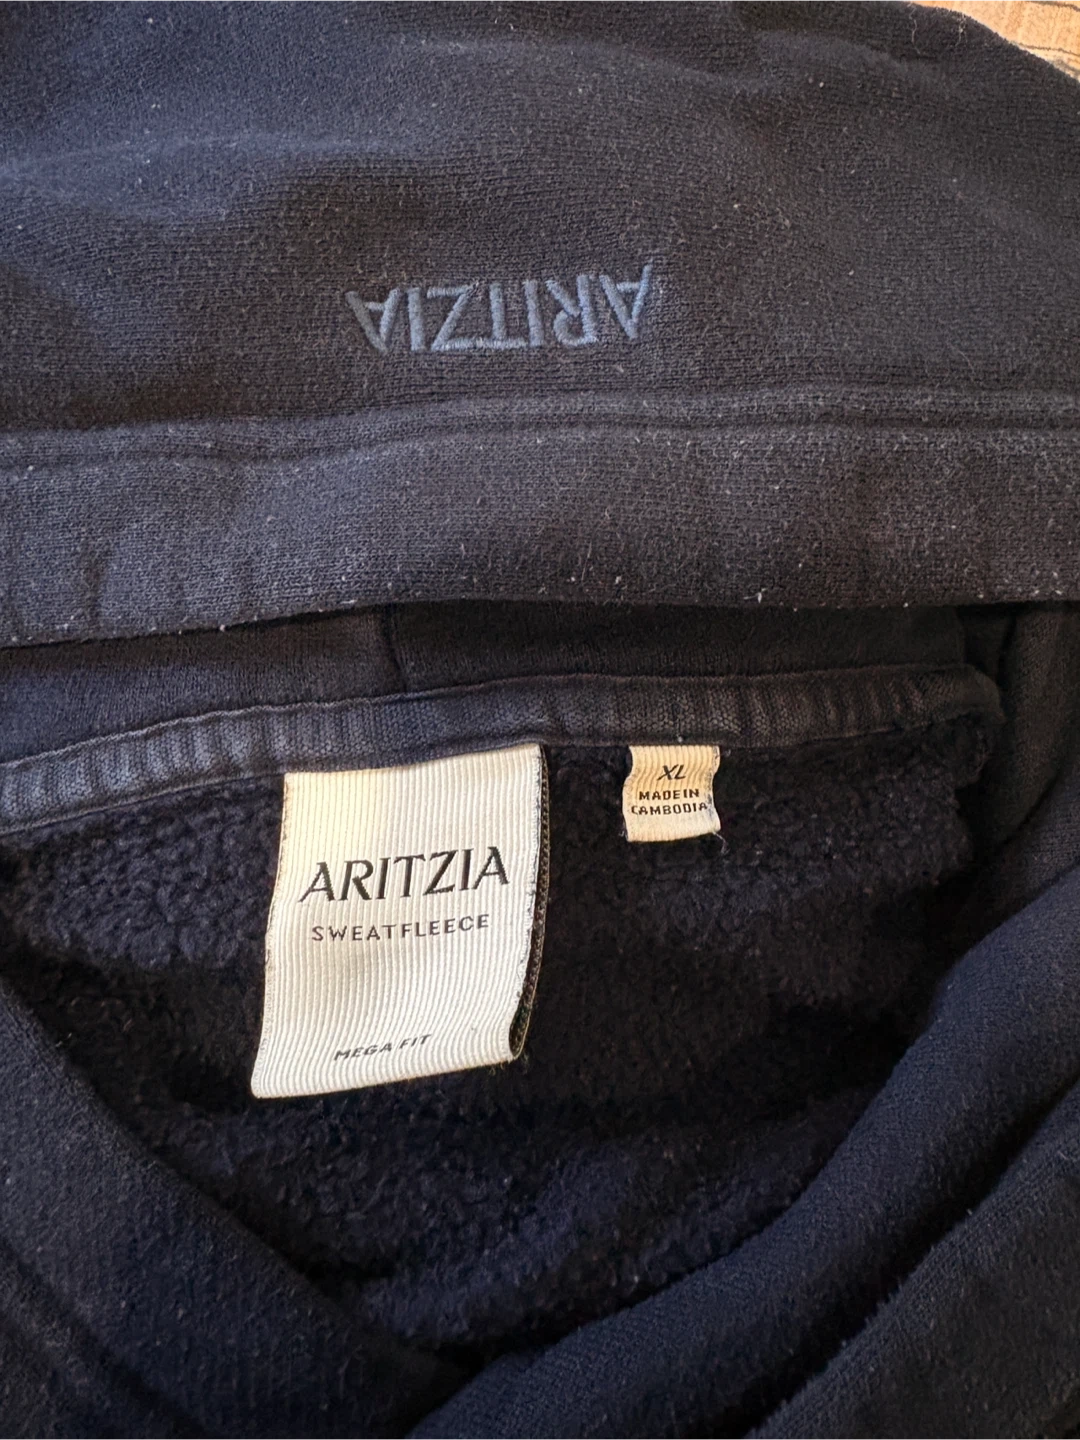 ARITZIA
ARITZIA
SWEATFLEECE
MEGA FIT
XL
MADE IN
CAMBODIA